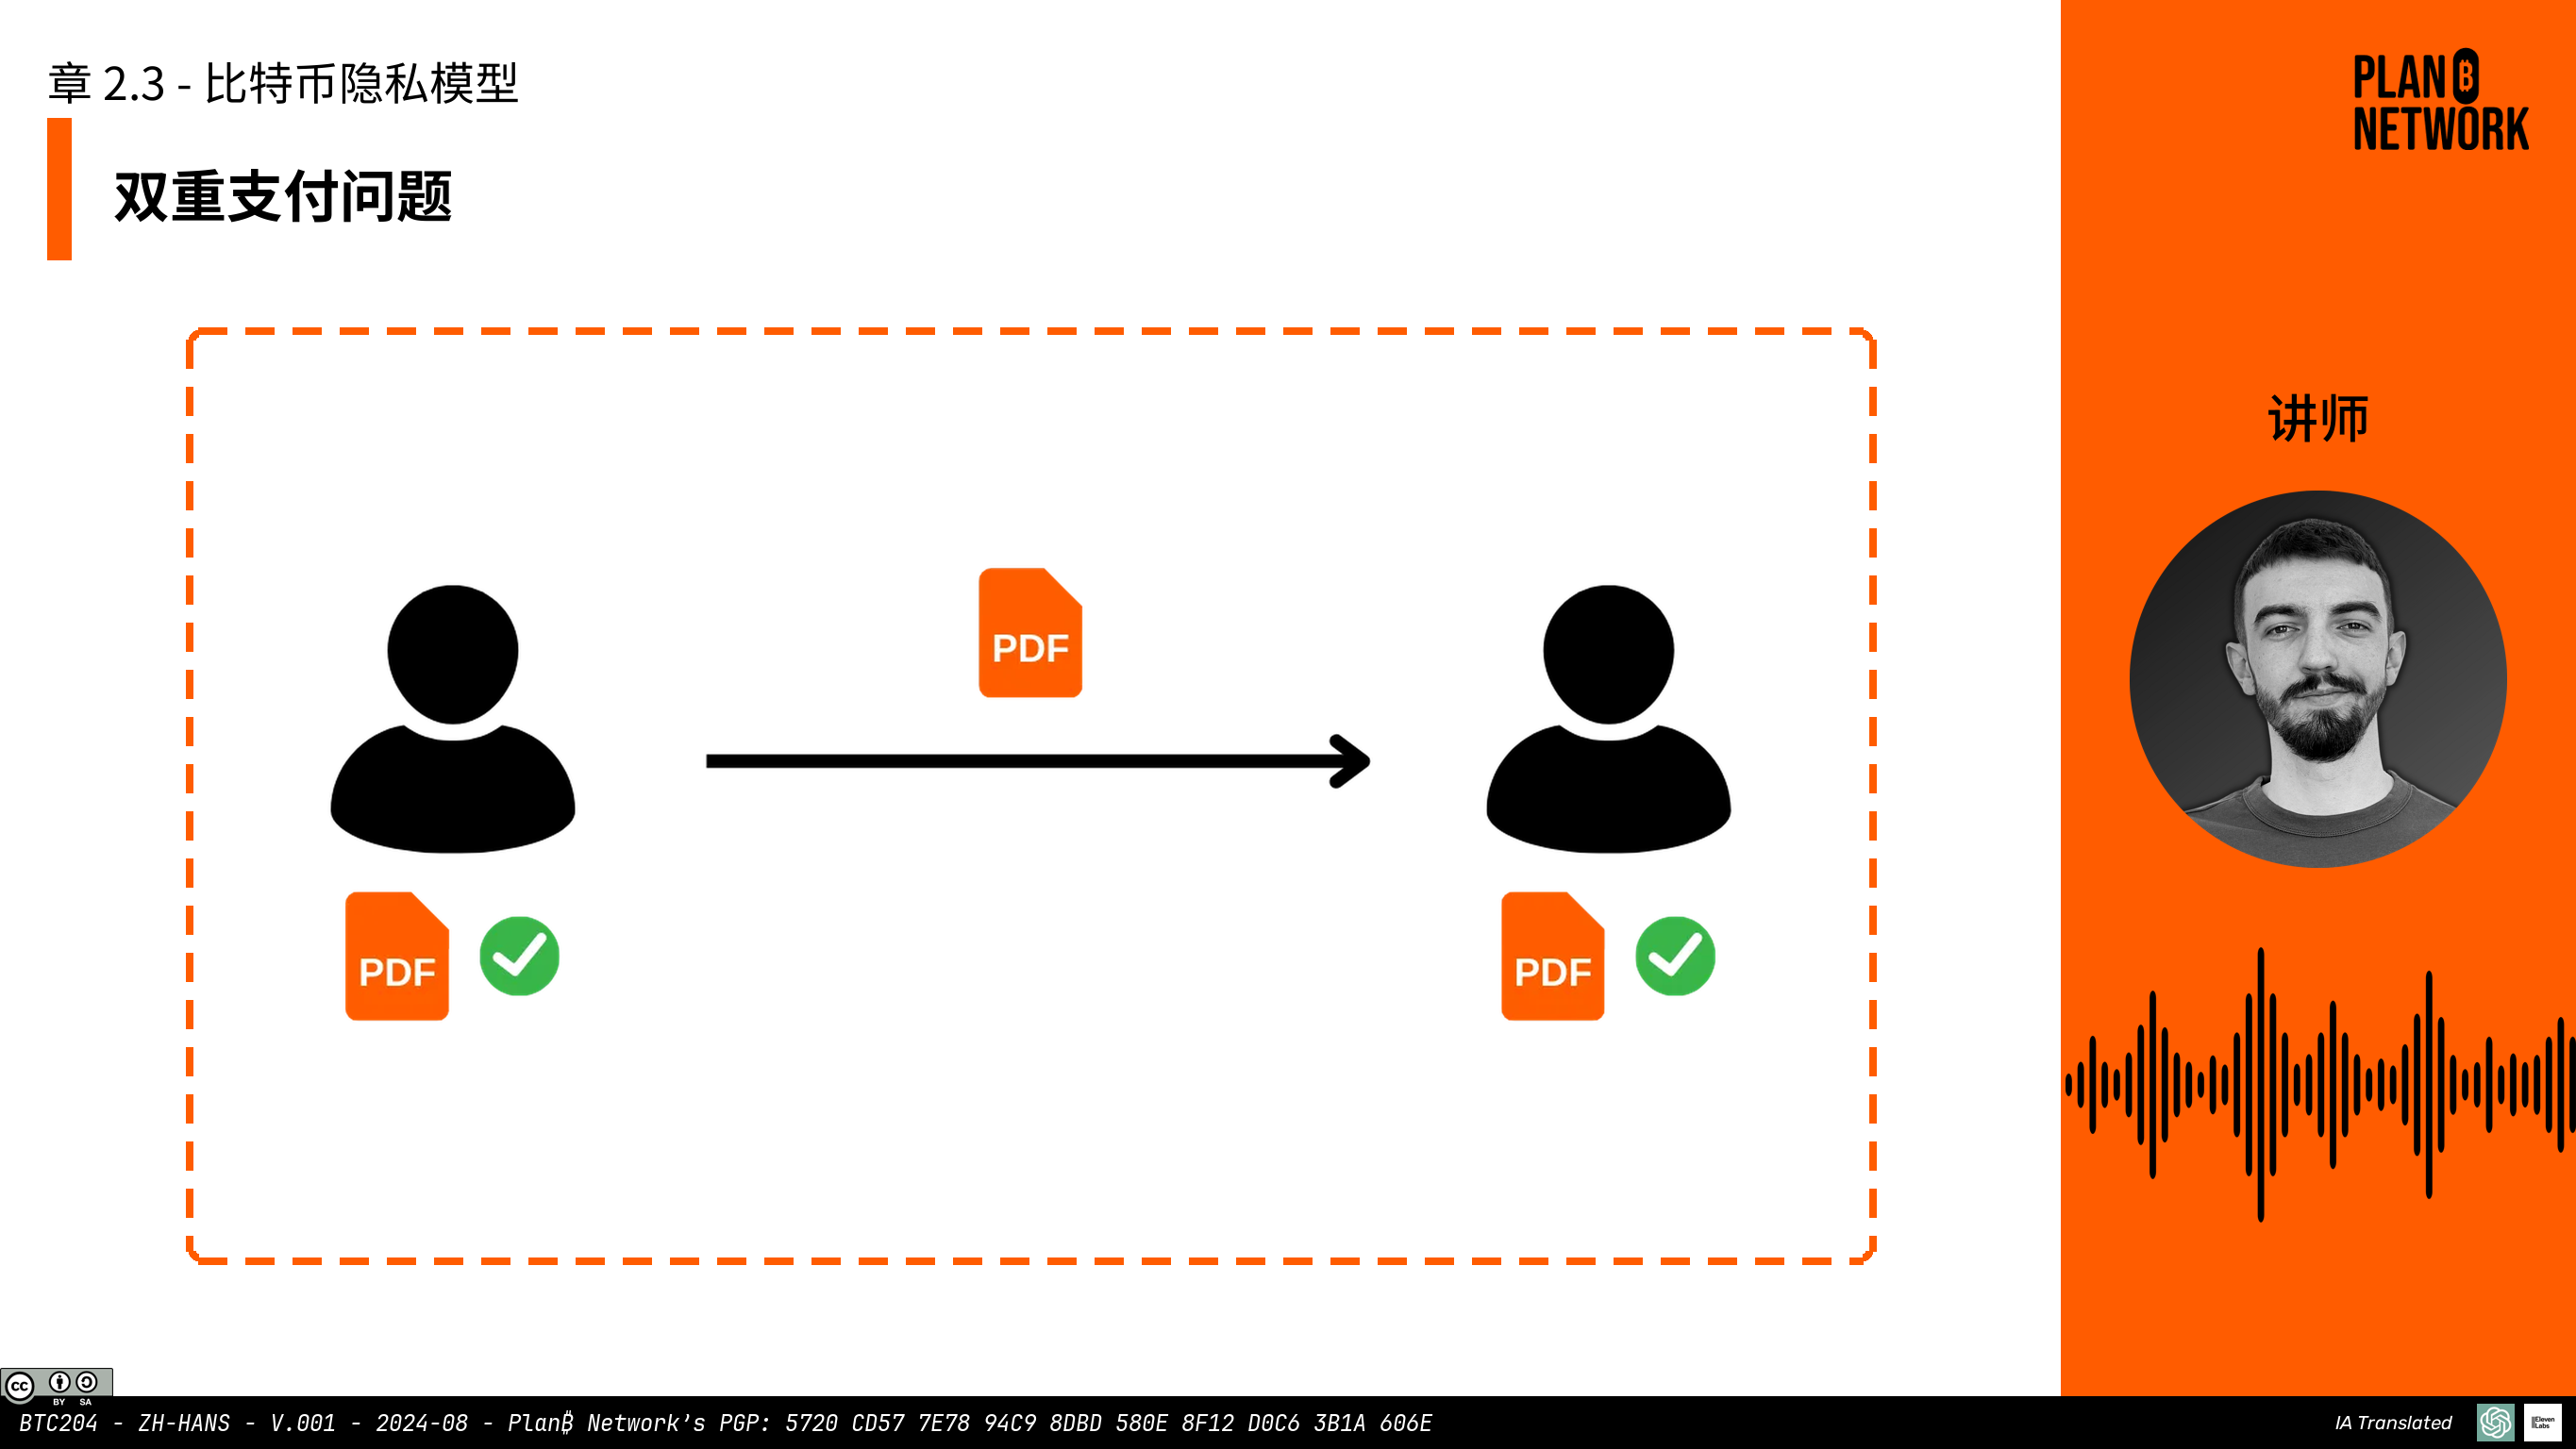 章 2.3 - 比特币隐私模型
双重支付问题
PLAN ₿
NETWORK
讲师
PDF
PDF
PDF
CC BY SA
BTC204 - ZH-HANS - V.001 - 2024-08 - Plan₿ Network’s PGP: 5720 CD57 7E78 94C9 8DBD 580E 8F12 D0C6 3B1A 606E
IA Translated
IIElevenLabs